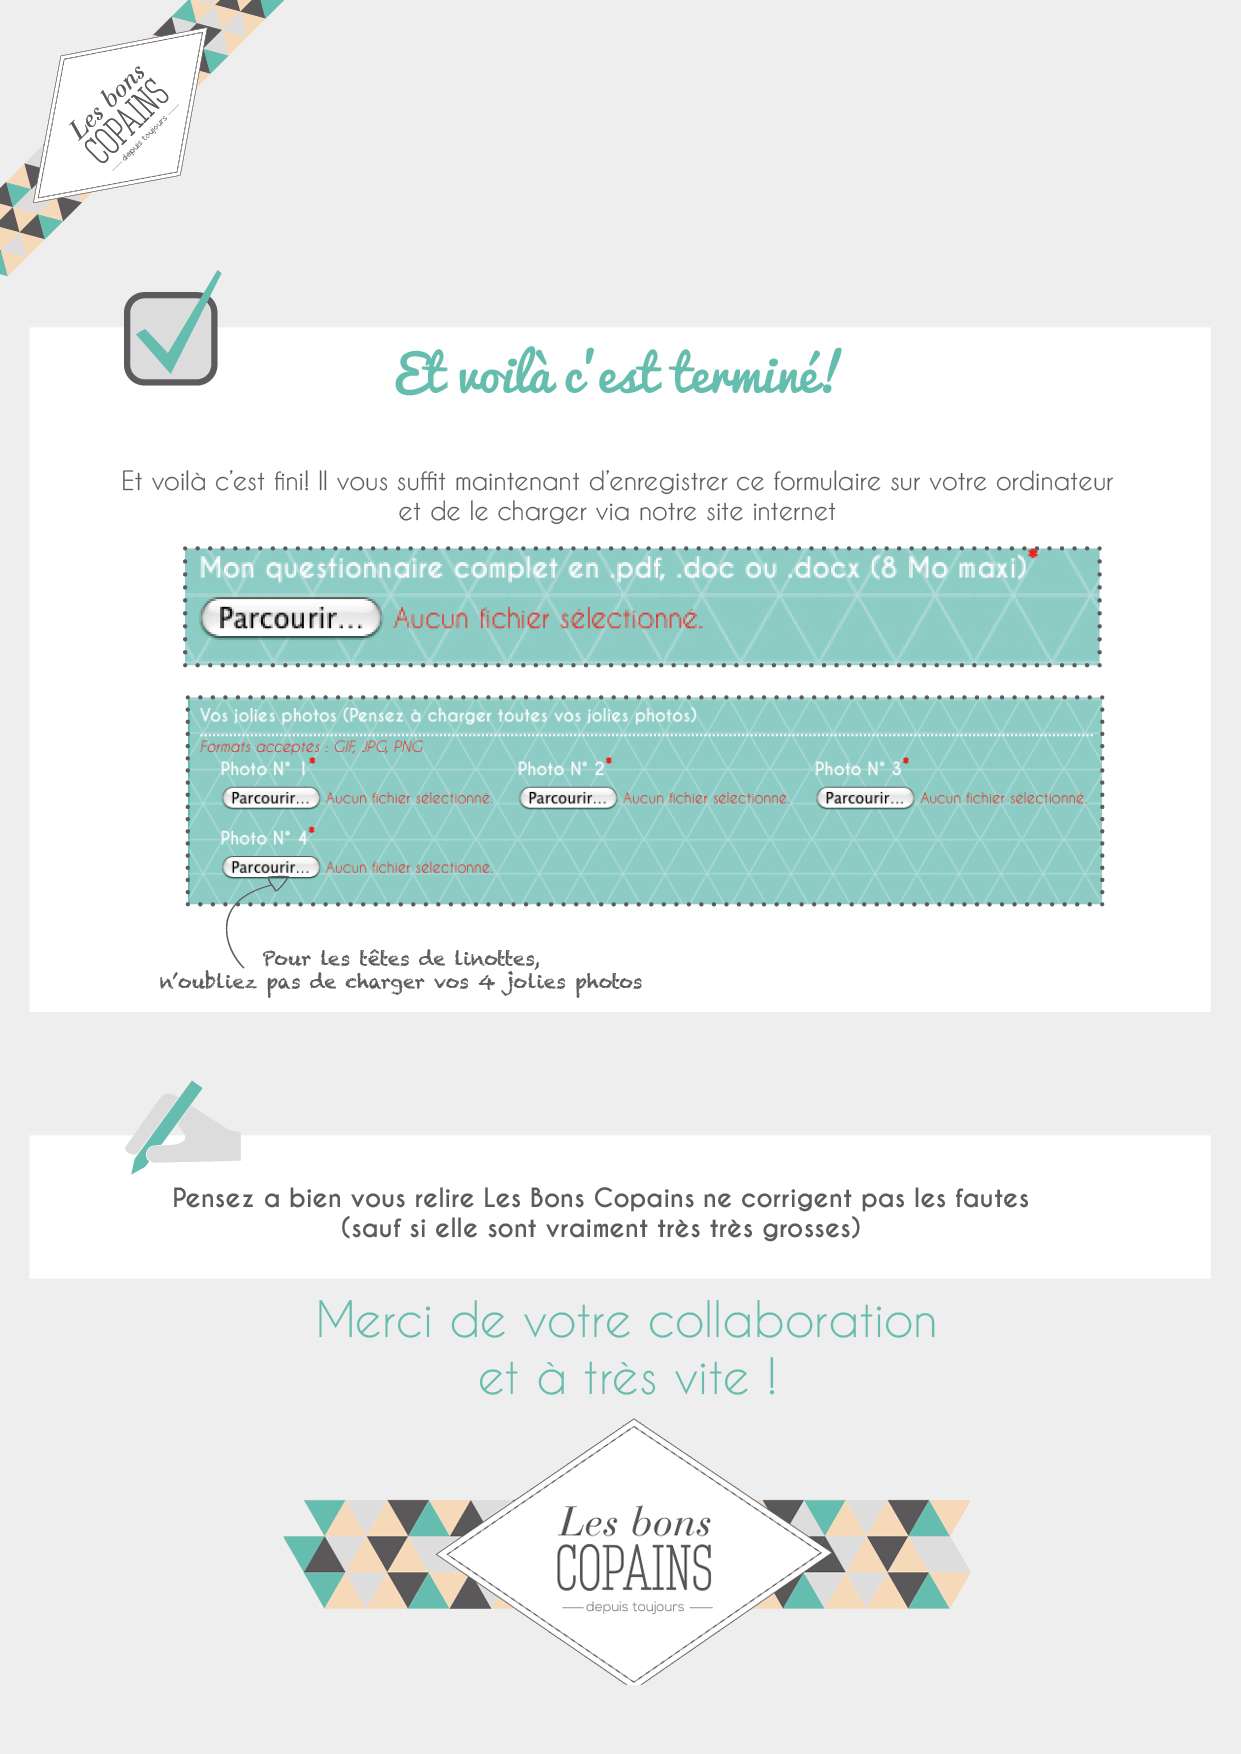 Les bons
COPAINS
depuis toujours
Et voilà c'est terminé!
Et voilà c’est fini! Il vous suffit maintenant d’enregistrer ce formulaire sur votre ordinateur
et de le charger via notre site internet
Mon questionnaire complet en .pdf, .doc ou .docx (8 Mo maxi)*
Parcourir... Aucun fichier sélectionné.
Vos jolies photos (Pensez à charger toutes vos jolies photos)
Formats acceptés : GIF, JPG, PNG
Photo N° 1* Photo N° 2* Photo N° 3*
Parcourir... Aucun fichier sélectionné. Parcourir... Aucun fichier sélectionné. Parcourir... Aucun fichier sélectionné.
Photo N° 4*
Parcourir... Aucun fichier sélectionné.
Pour les têtes de linottes,
n’oubliez pas de charger vos 4 jolies photos
Pensez a bien vous relire Les Bons Copains ne corrigent pas les fautes
(sauf si elle sont vraiment très très grosses)
Merci de votre collaboration
et à très vite !
Les bons
COPAINS
depuis toujours